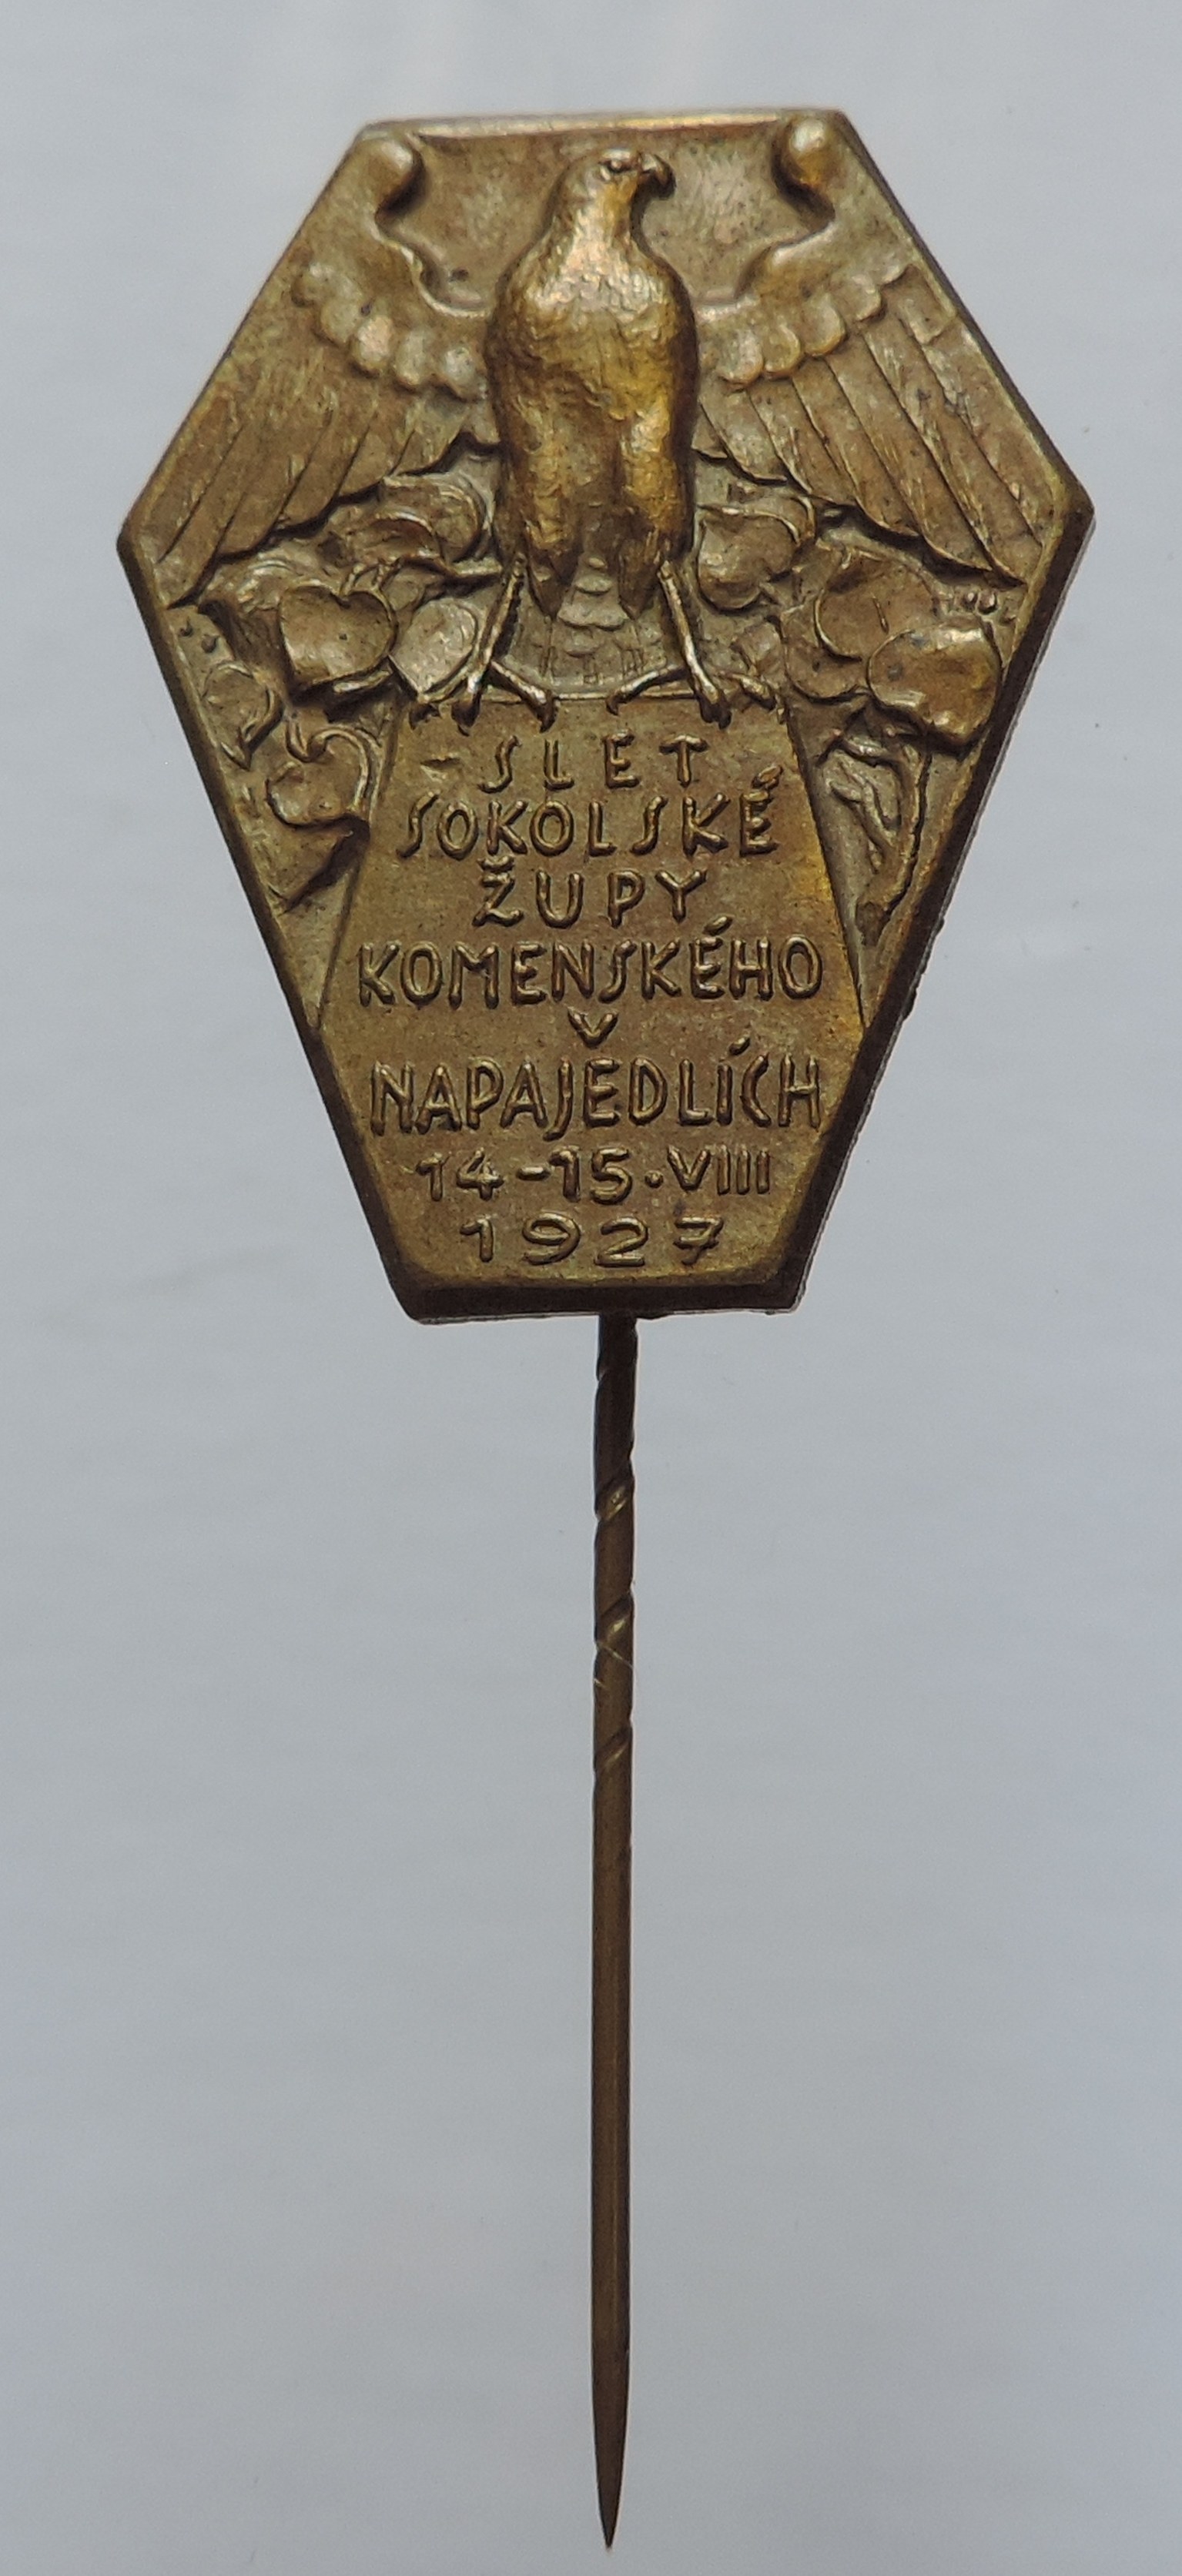 SLET
SOKOLSKÉ
ŽUPY
KOMENSKÉHO
V
NAPAJEDLÍCH
14-15·VIII
1927